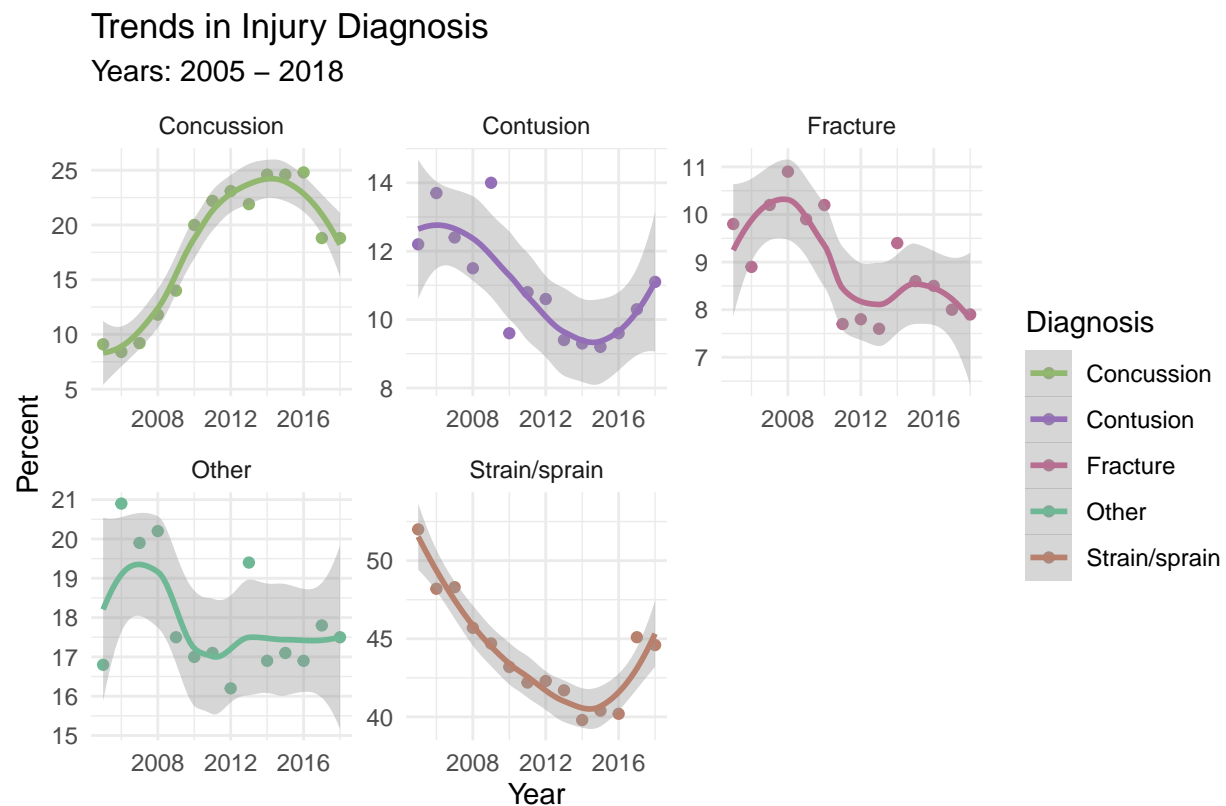 Trends in Injury Diagnosis
Years: 2005 – 2018
Concussion
Contusion
Fracture
25
20
15
10
5
14
12
10
8
11
10
9
8
7
2008 2012 2016
2008 2012 2016
2008 2012 2016
Percent
Other
Strain/sprain
21
20
19
18
17
16
15
50
45
40
2008 2012 2016
2008 2012 2016
Year
Diagnosis
Concussion
Contusion
Fracture
Other
Strain/sprain